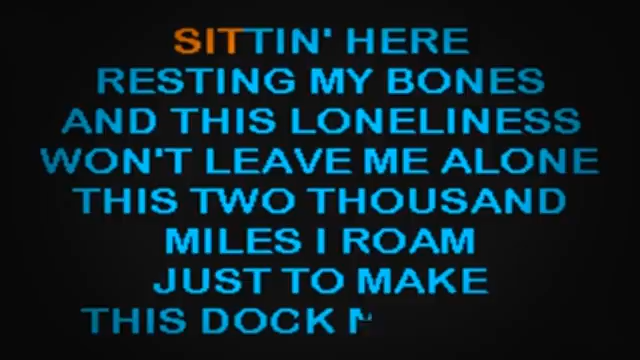 SITTIN' HERE
RESTING MY BONES
AND THIS LONELINESS
WON'T LEAVE ME ALONE
THIS TWO THOUSAND
MILES I ROAM
JUST TO MAKE
THIS DOCK